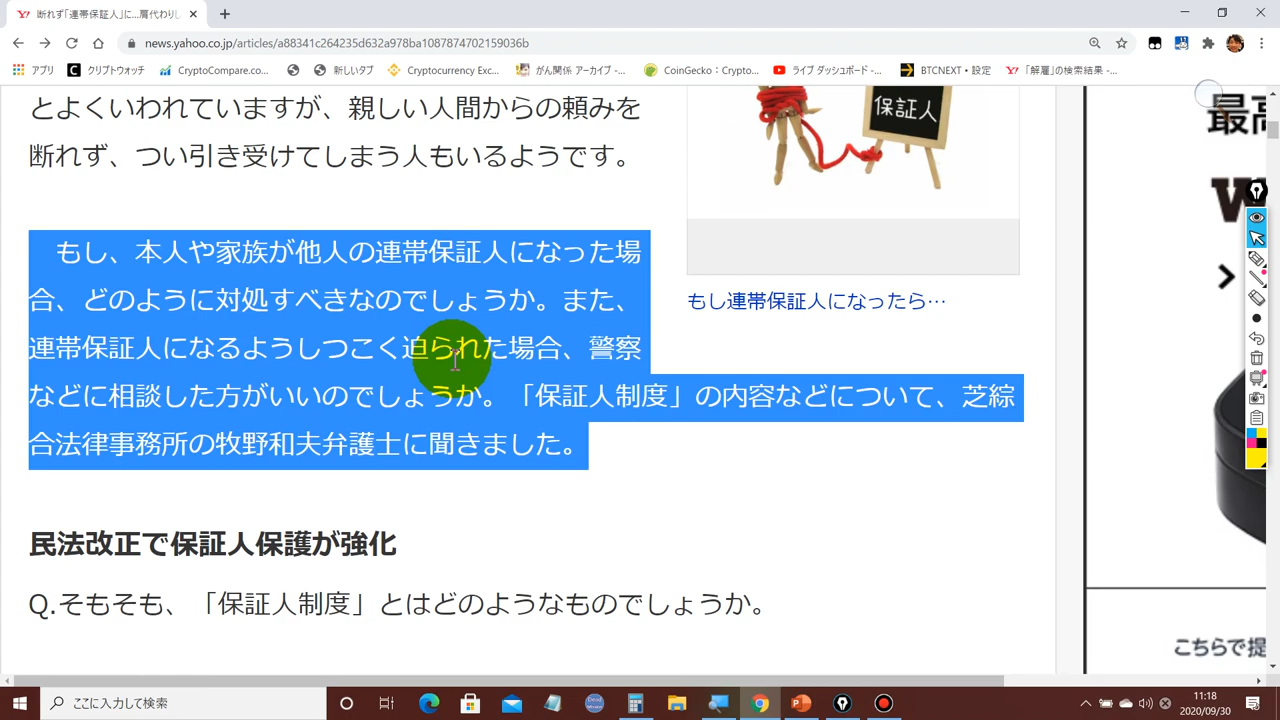 断れず「連帯保証人」に...肩代わりし
news.yahoo.co.jp/articles/a88341c264235d632a978ba1087874702159036b
アプリ
クリプトウォッチ
CryptoCompare.co...
新しいタブ
Cryptocurrency Exc...
がん関係 アーカイブ -...
CoinGecko：Crypto...
ライブ ダッシュボード -...
BTCNEXT・設定
「解雇」の検索結果 -...
とよくいわれていますが、親しい人間からの頼みを
断れず、つい引き受けてしまう人もいるようです。
保証人
もし、本人や家族が他人の連帯保証人になった場
合、どのように対処すべきなのでしょうか。また、
連帯保証人になるようしつこく迫られた場合、警察
などに相談した方がいいのでしょうか。「保証人制度」の内容などについて、芝綜
合法律事務所の牧野和夫弁護士に聞きました。
もし連帯保証人になったら…
民法改正で保証人保護が強化
Q.そもそも、「保証人制度」とはどのようなものでしょうか。
最高
W
こちらで提
ここに入力して検索
11:18
2020/09/30